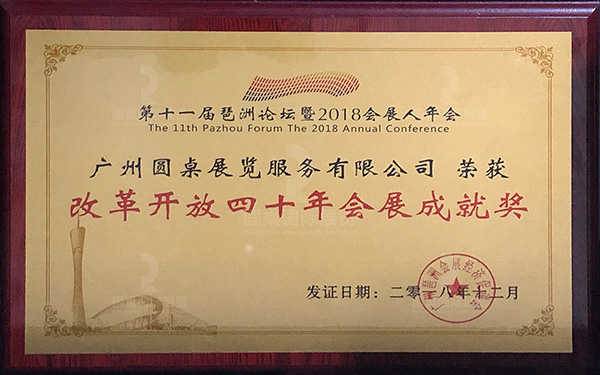 第十一届琶洲论坛暨2018会展人年会
The 11th Pazhou Forum The 2018 Annual Conference
广州圆桌展览服务有限公司 荣获
改革开放四十年会展成就奖
发证日期：二零一八年十二月